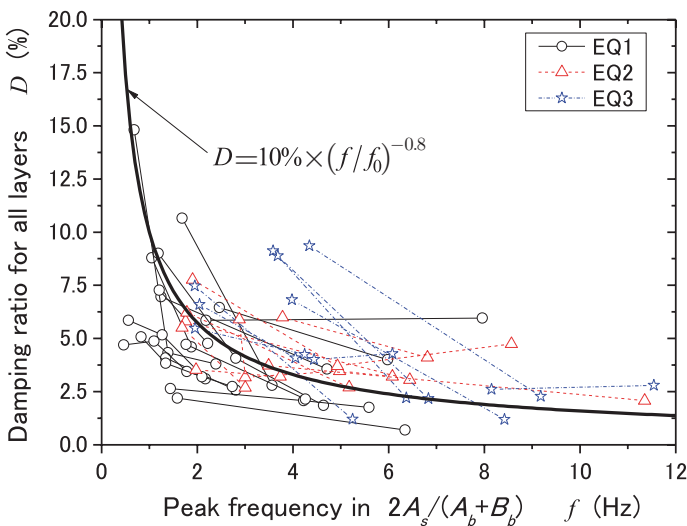 Damping ratio for all layers D (%)
20.0
17.5
15.0
12.5
10.0
7.5
5.0
2.5
0.0
EQ1
EQ2
EQ3
D=10%×(f/f₀)⁻⁰·⁸
0 2 4 6 8 10 12
Peak frequency in 2Aₛ/(A_b+B_b) f (Hz)